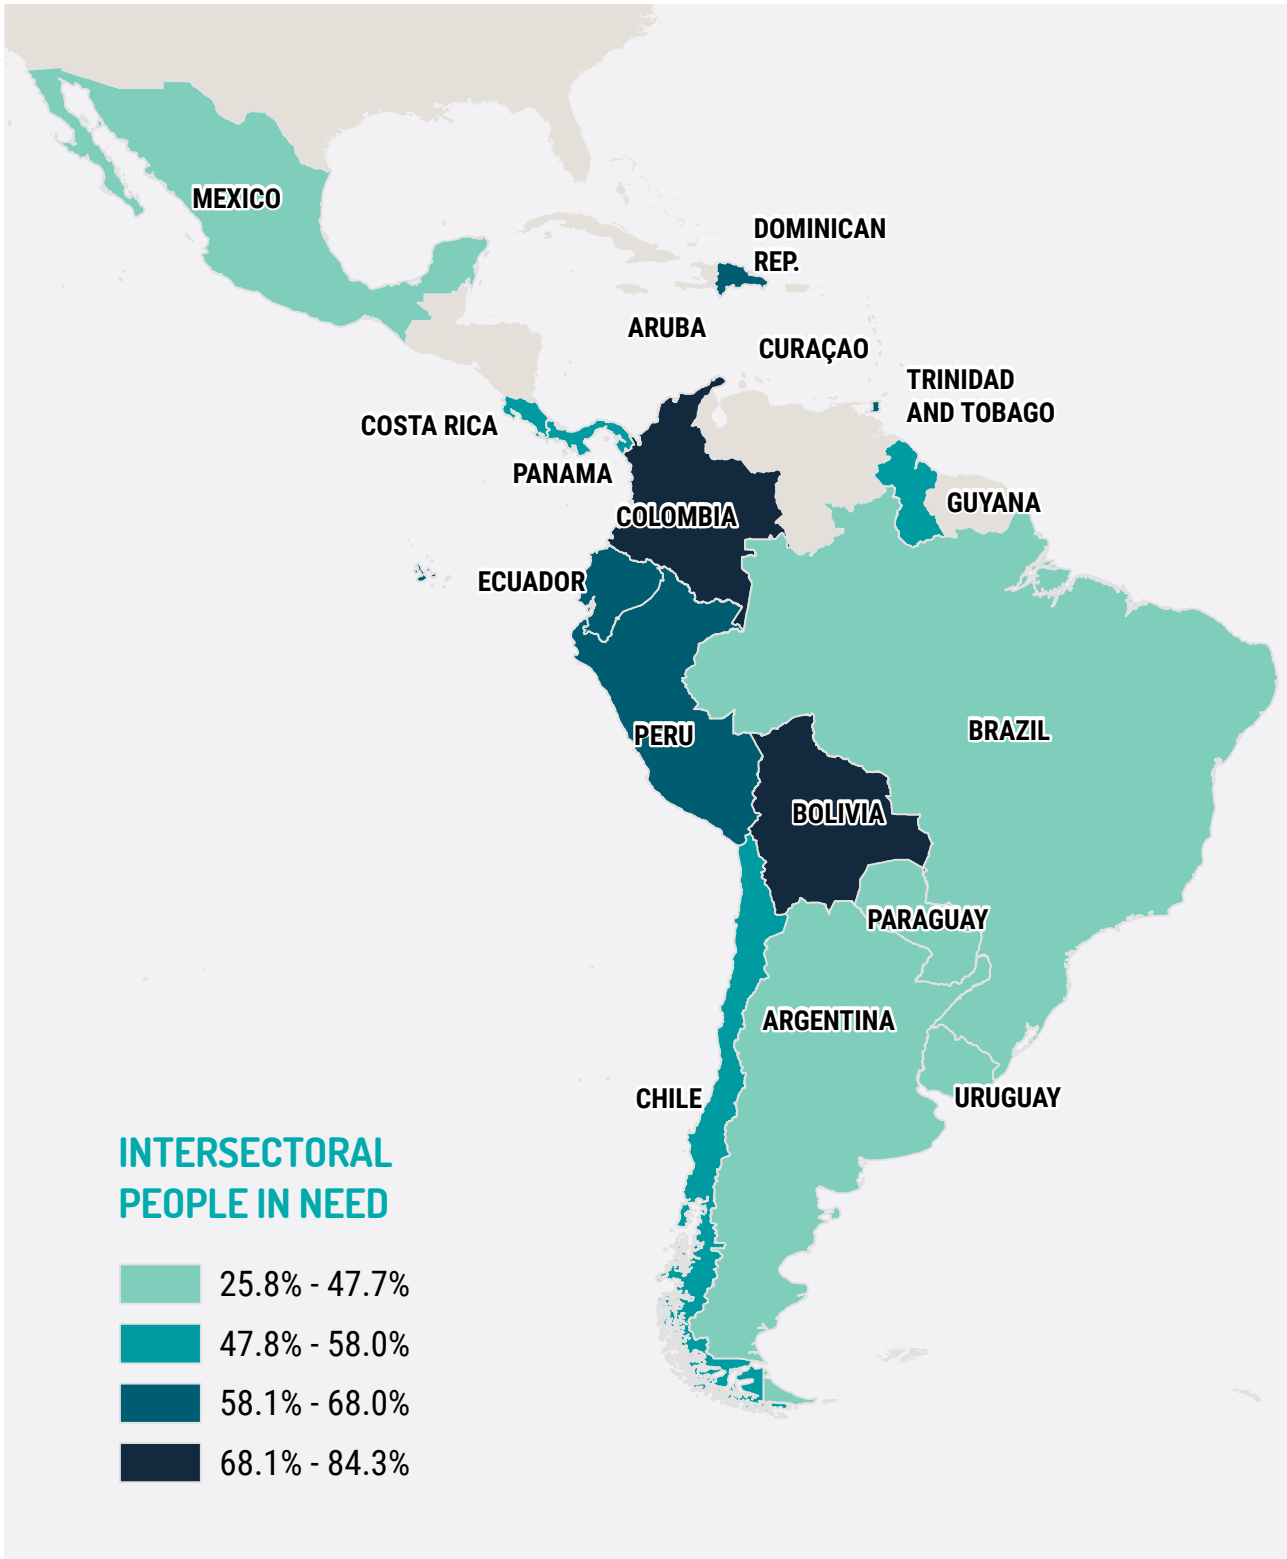 MEXICO
DOMINICAN
REP.
ARUBA
CURAÇAO
TRINIDAD
AND TOBAGO
COSTA RICA
PANAMA
GUYANA
COLOMBIA
ECUADOR
PERU
BRAZIL
BOLIVIA
PARAGUAY
ARGENTINA
CHILE
URUGUAY
INTERSECTORAL
PEOPLE IN NEED
25.8% - 47.7%
47.8% - 58.0%
58.1% - 68.0%
68.1% - 84.3%